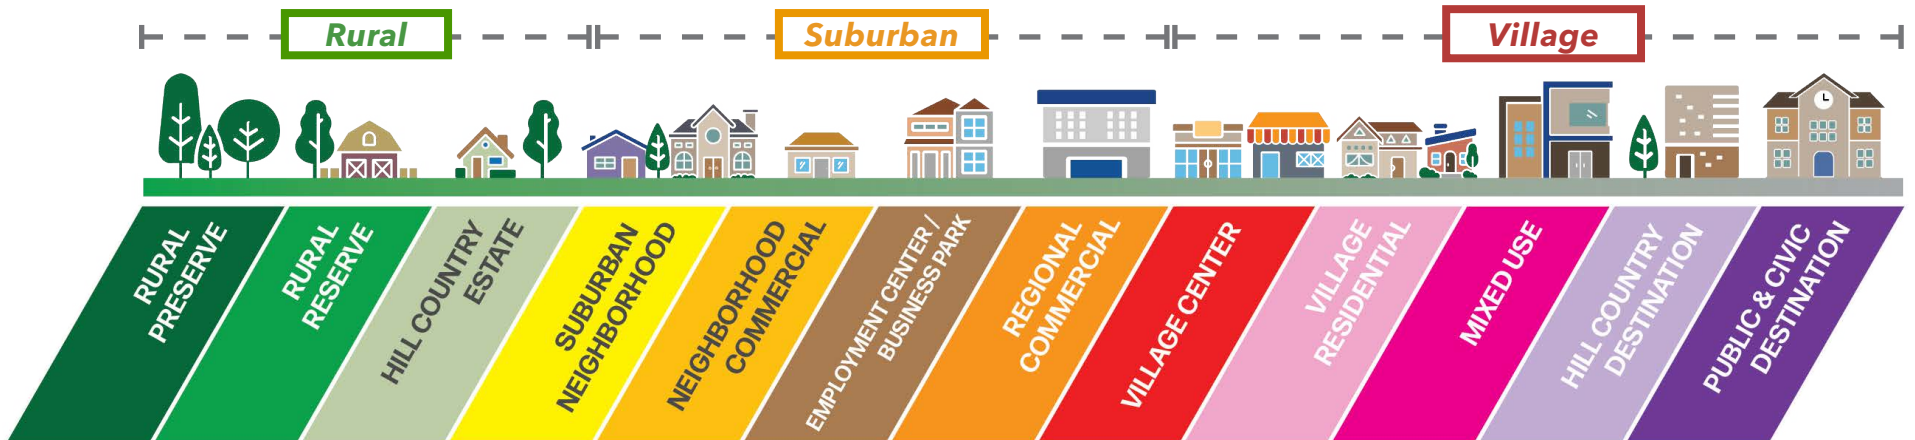 Rural
Suburban
Village
RURAL
PRESERVE
RURAL
RESERVE
HILL COUNTRY
ESTATE
SUBURBAN
NEIGHBORHOOD
NEIGHBORHOOD
COMMERCIAL
EMPLOYMENT CENTER /
BUSINESS PARK
REGIONAL
COMMERCIAL
VILLAGE CENTER
VILLAGE
RESIDENTIAL
MIXED USE
HILL COUNTRY
DESTINATION
PUBLIC & CIVIC
DESTINATION